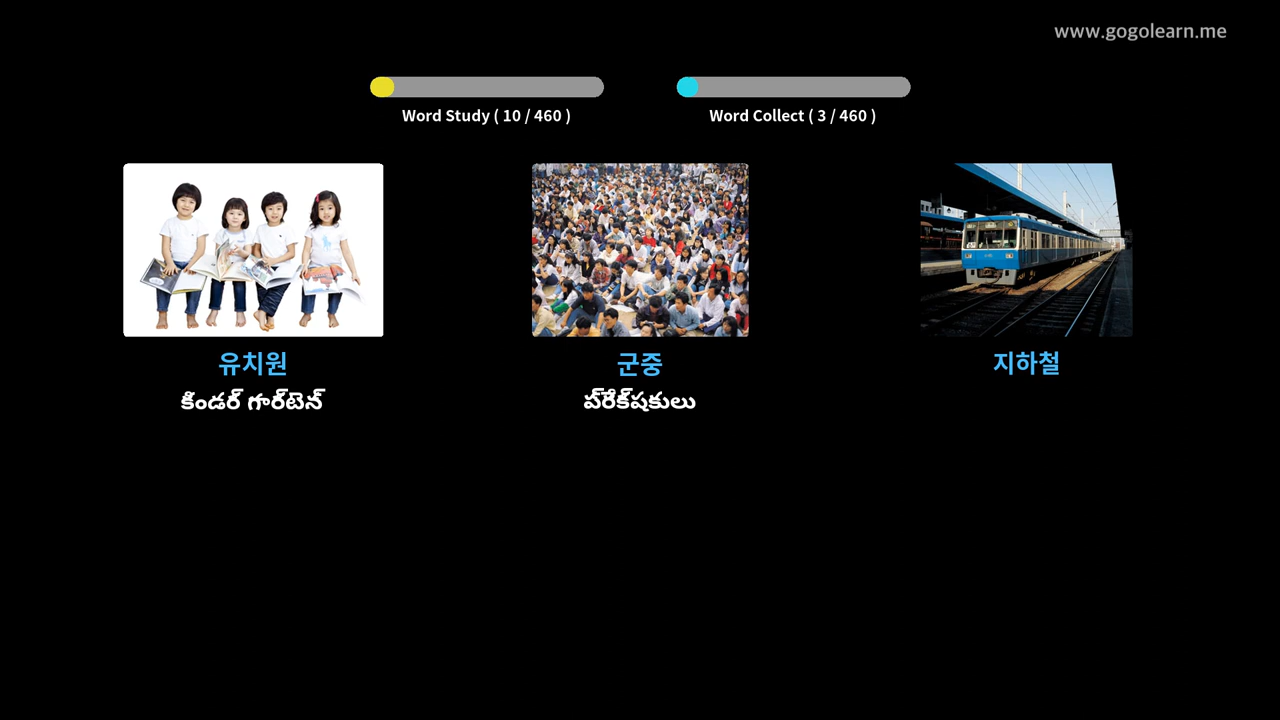 www.gogolearn.me
Word Study ( 10 / 460 )
Word Collect ( 3 / 460 )
유치원
군중
지하철
కిండర్ గార్టెన్
ప్రేక్షకులు